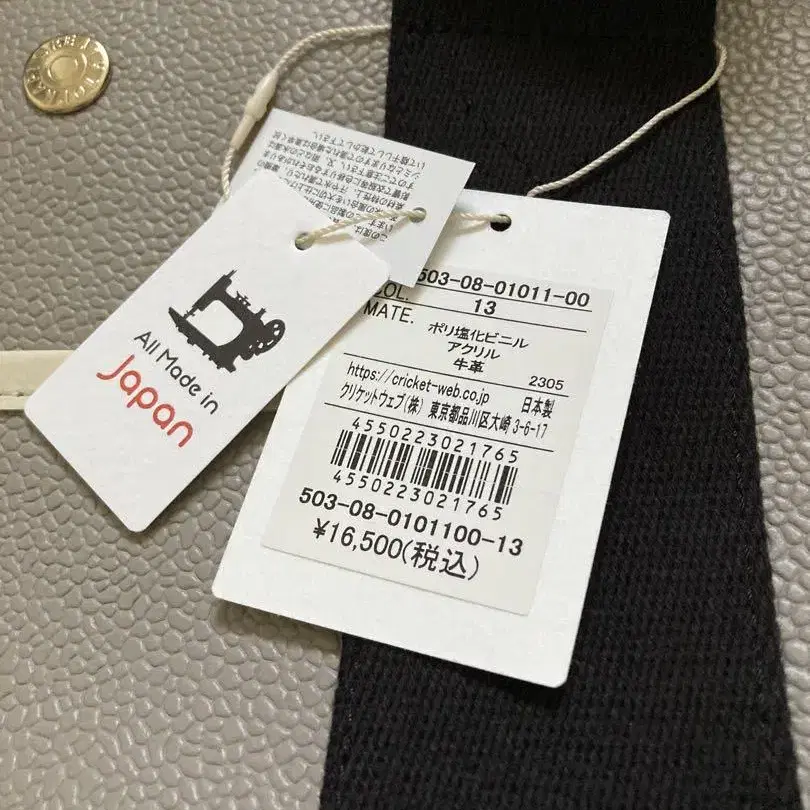 All Made in
Japan
503-08-01011-00
COL. 13
MATE. ポリ塩化ビニル
アクリル
牛革
2305
https://cricket-web.co.jp 日本製
クリケットウェブ(株) 東京都品川区大崎 3-6-17
4550223021765
4550223021765
503-08-0101100-13
¥16,500(税込)